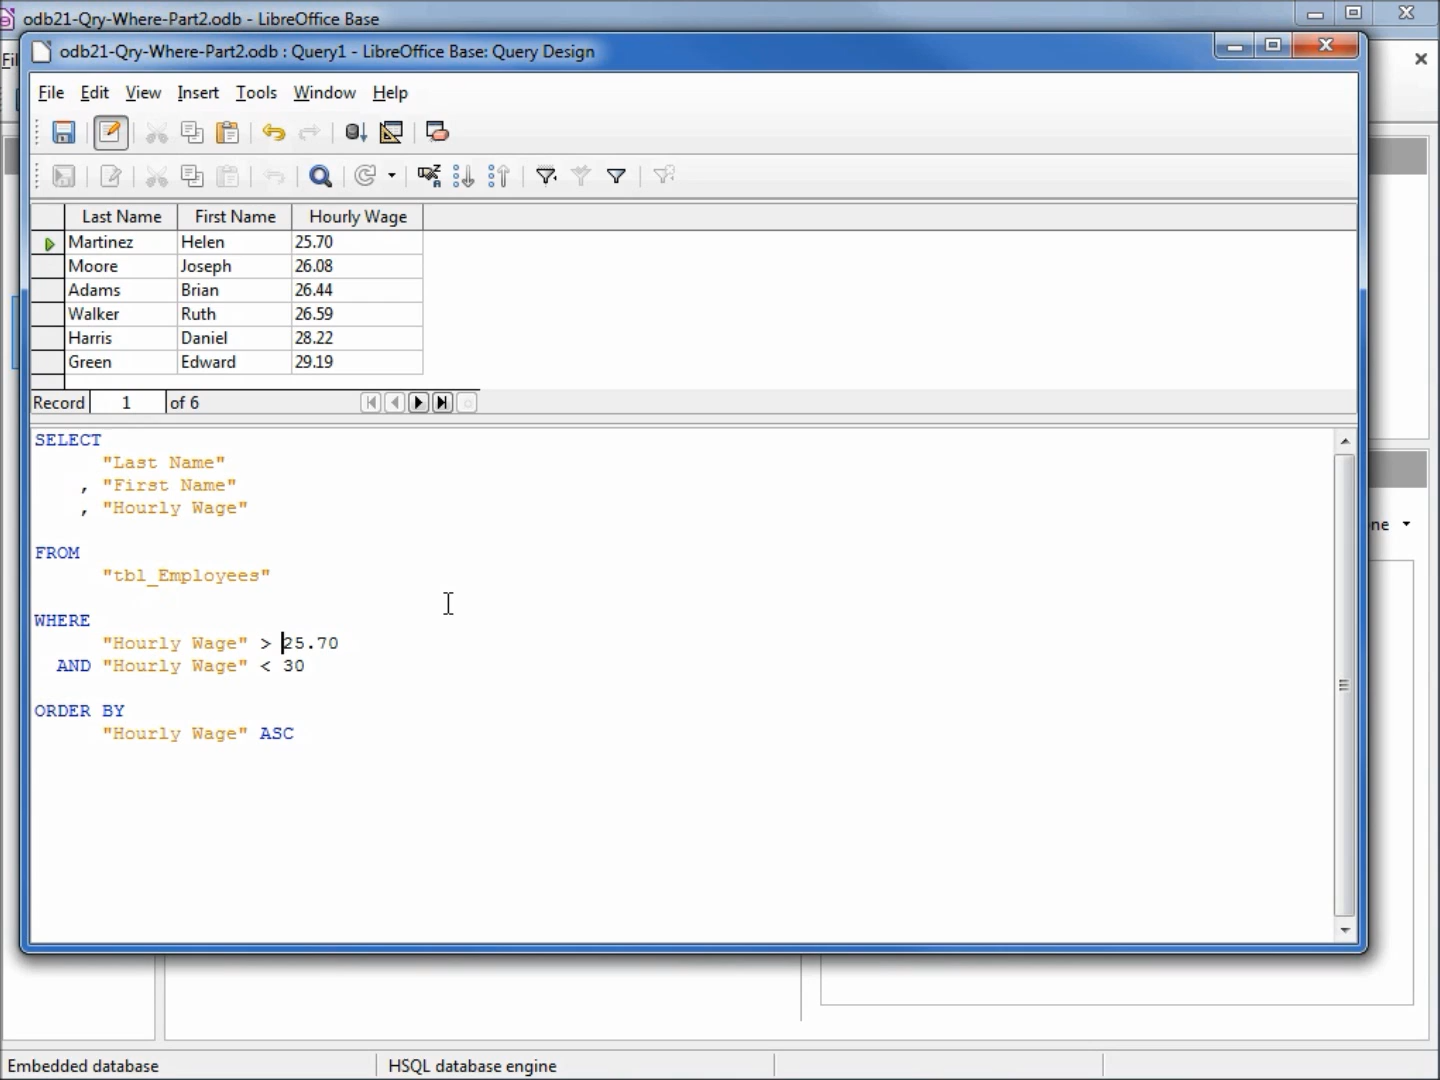 odb21-Qry-Where-Part2.odb - LibreOffice Base
odb21-Qry-Where-Part2.odb : Query1 - LibreOffice Base: Query Design
File Edit View Insert Tools Window Help
Last Name First Name Hourly Wage
Martinez Helen 25.70
Moore Joseph 26.08
Adams Brian 26.44
Walker Ruth 26.59
Harris Daniel 28.22
Green Edward 29.19
Record 1 of 6
SELECT
"Last Name"
, "First Name"
, "Hourly Wage"
FROM
"tbl_Employees"
WHERE
"Hourly Wage" > 25.70
AND "Hourly Wage" < 30
ORDER BY
"Hourly Wage" ASC
Embedded database HSQL database engine